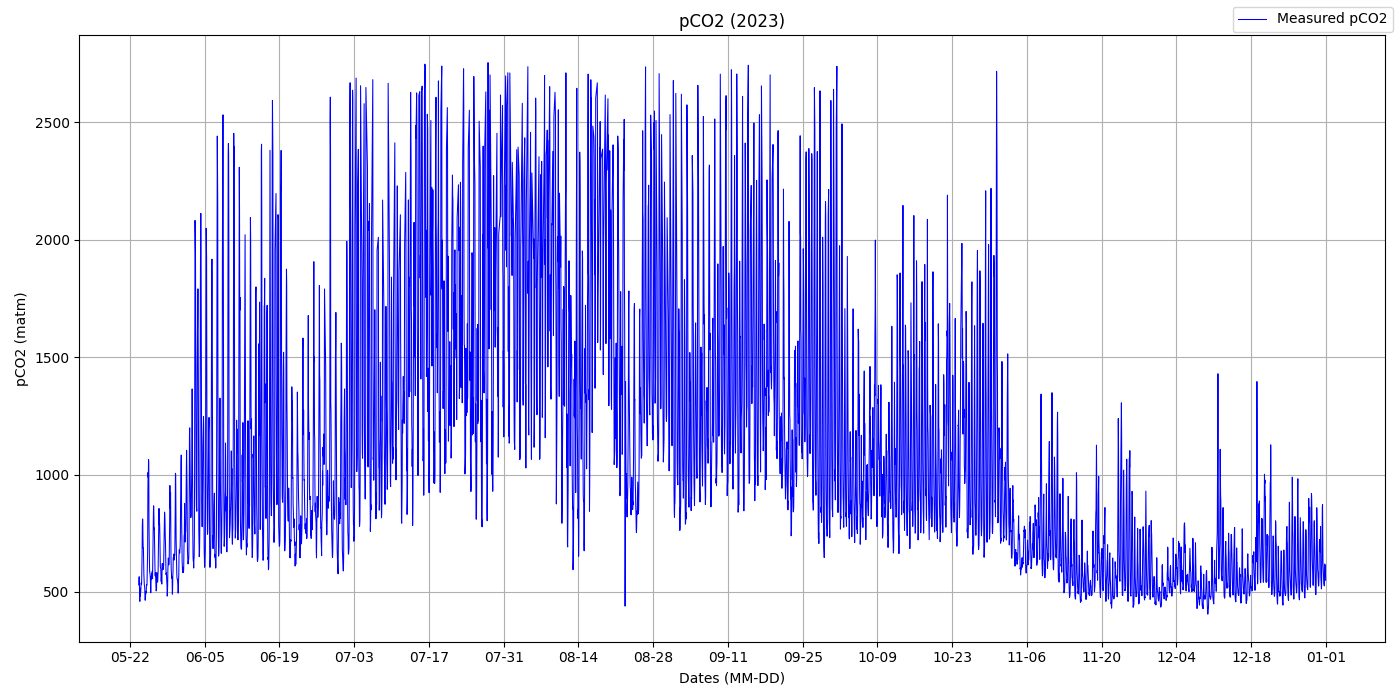 pCO2 (2023)
Measured pCO2
pCO2 (matm)
2500
2000
1500
1000
500
05-22 06-05 06-19 07-03 07-17 07-31 08-14 08-28 09-11 09-25 10-09 10-23 11-06 11-20 12-04 12-18 01-01
Dates (MM-DD)